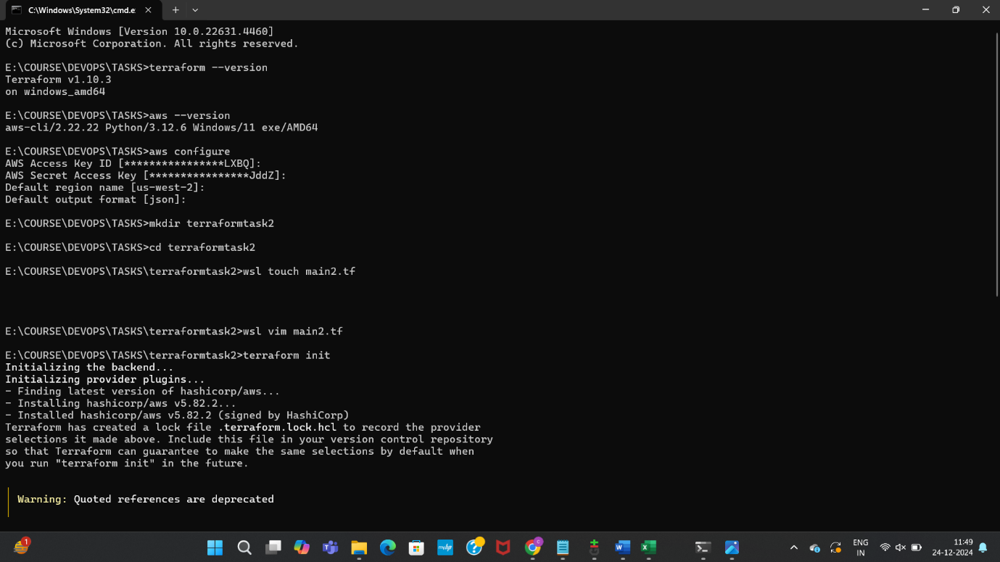 C:\Windows\System32\cmd.e:
Microsoft Windows [Version 10.0.22631.4460]
(c) Microsoft Corporation. All rights reserved.
E:\COURSE\DEVOPS\TASKS>terraform --version
Terraform v1.10.3
on windows_amd64
E:\COURSE\DEVOPS\TASKS>aws --version
aws-cli/2.22.22 Python/3.12.6 Windows/11 exe/AMD64
E:\COURSE\DEVOPS\TASKS>aws configure
AWS Access Key ID [****************LXBQ]:
AWS Secret Access Key [****************JddZ]:
Default region name [us-west-2]:
Default output format [json]:
E:\COURSE\DEVOPS\TASKS>mkdir terraformtask2
E:\COURSE\DEVOPS\TASKS>cd terraformtask2
E:\COURSE\DEVOPS\TASKS\terraformtask2>wsl touch main2.tf
E:\COURSE\DEVOPS\TASKS\terraformtask2>wsl vim main2.tf
E:\COURSE\DEVOPS\TASKS\terraformtask2>terraform init
Initializing the backend...
Initializing provider plugins...
- Finding latest version of hashicorp/aws...
- Installing hashicorp/aws v5.82.2...
- Installed hashicorp/aws v5.82.2 (signed by HashiCorp)
Terraform has created a lock file .terraform.lock.hcl to record the provider
selections it made above. Include this file in your version control repository
so that Terraform can guarantee to make the same selections by default when
you run "terraform init" in the future.
Warning: Quoted references are deprecated
1
myhp
ENG
IN
11:49
24-12-2024